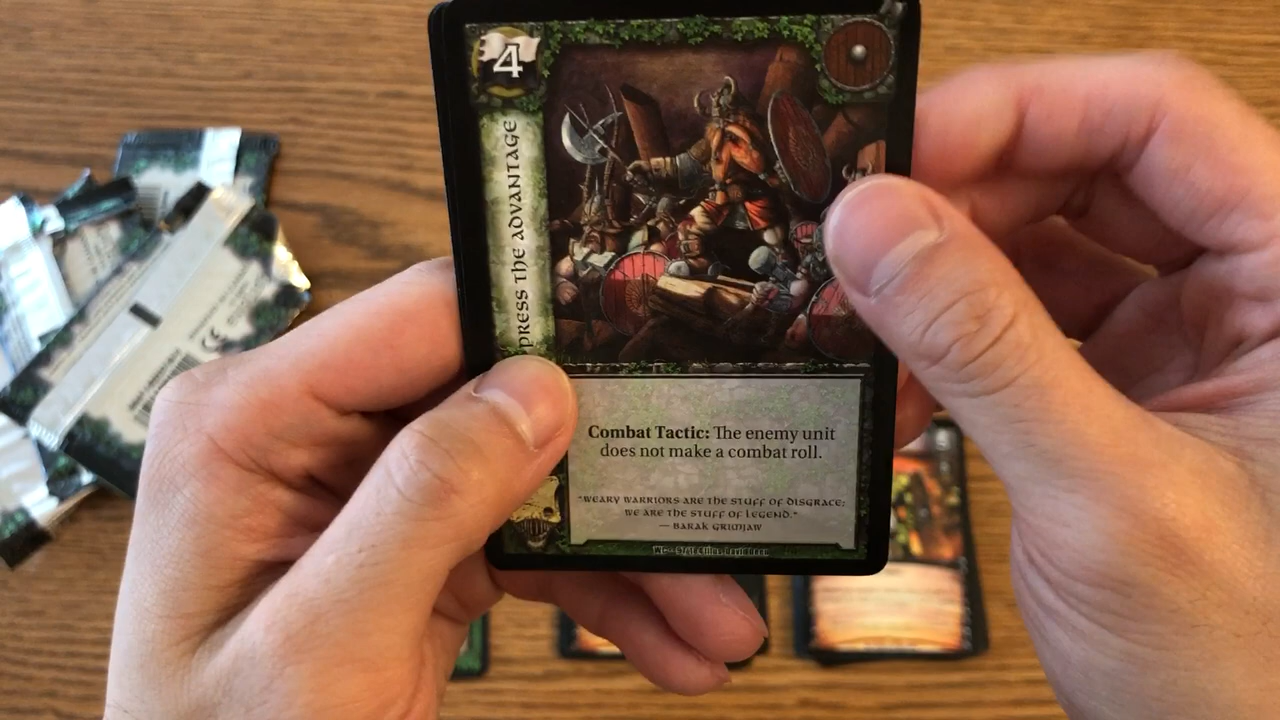 4
PRESS THE ADVANTAGE
Combat Tactic: The enemy unit
does not make a combat roll.
"WEARY WARRIORS ARE THE STUFF OF DISGRACE;
WE ARE THE STUFF OF LEGEND."
— BARAK GRIMJAW
CE